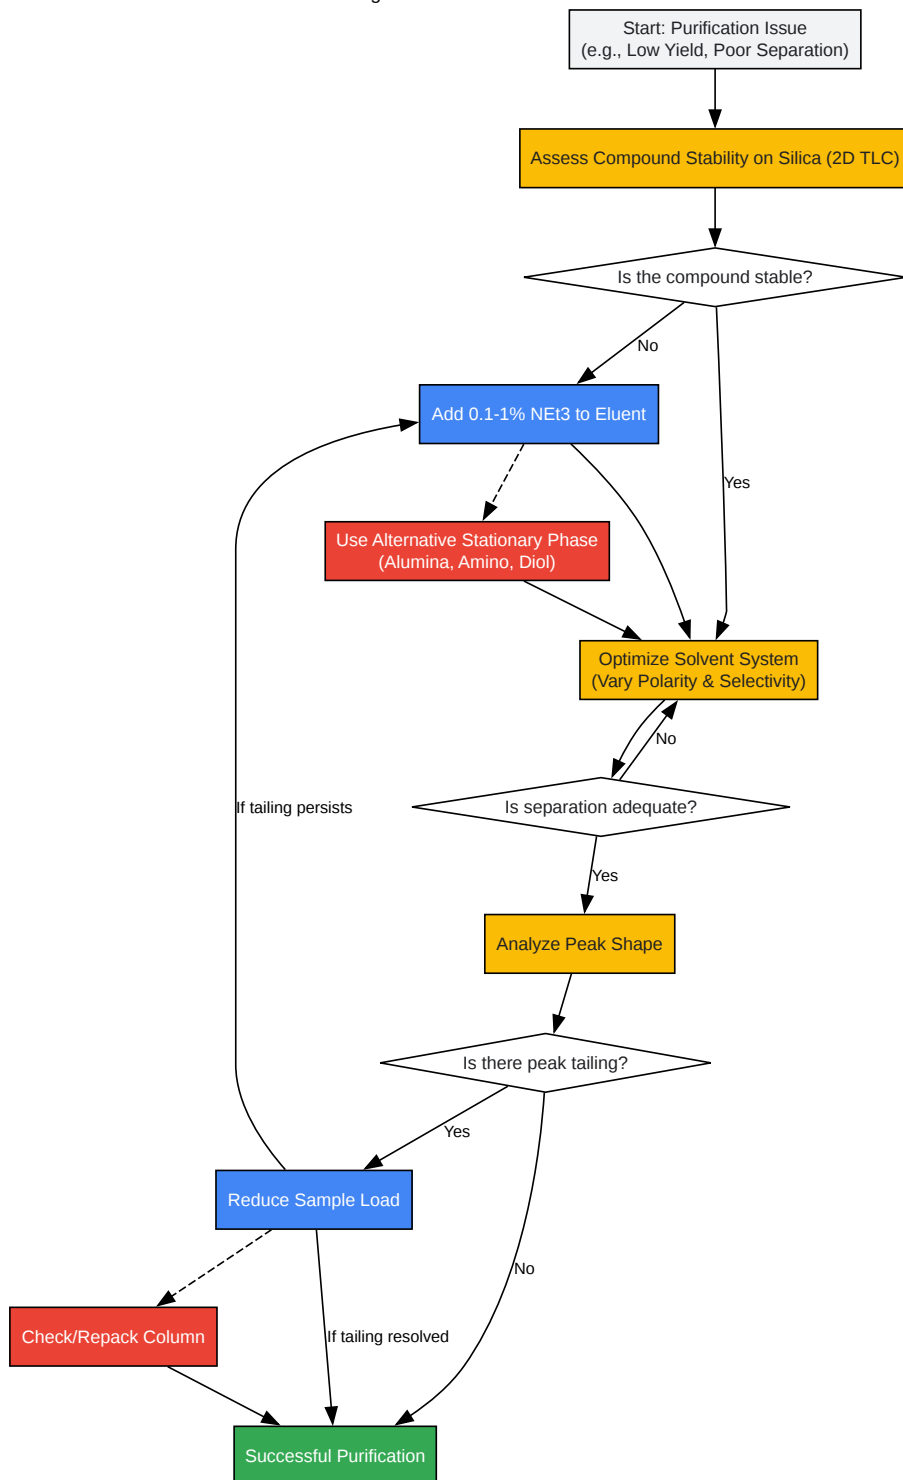 Start: Purification Issue
(e.g., Low Yield, Poor Separation)
Assess Compound Stability on Silica (2D TLC)
Is the compound stable?
No
Add 0.1-1% NEt3 to Eluent
Yes
Use Alternative Stationary Phase
(Alumina, Amino, Diol)
Optimize Solvent System
(Vary Polarity & Selectivity)
No
Is separation adequate?
If tailing persists
Yes
Analyze Peak Shape
Is there peak tailing?
Yes
Reduce Sample Load
No
Check/Repack Column
If tailing resolved
Successful Purification